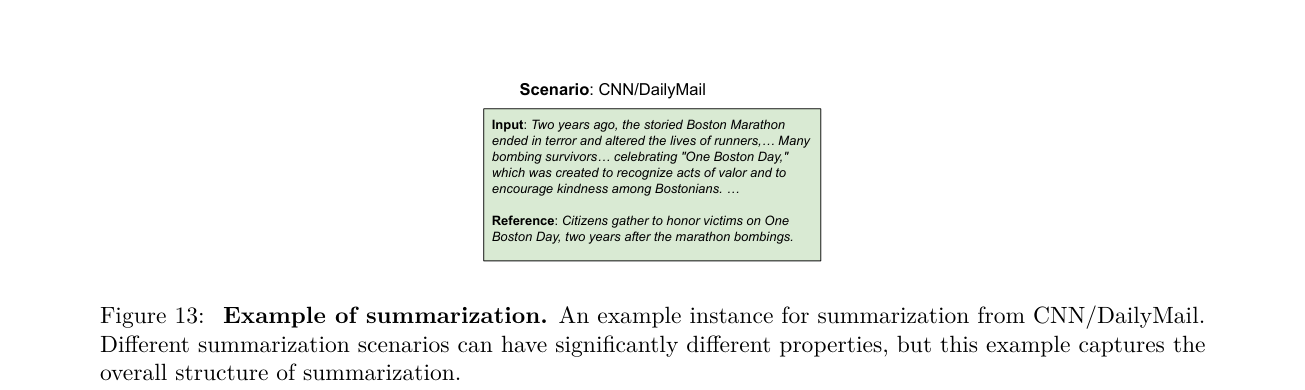 Scenario: CNN/DailyMail
Input: Two years ago, the storied Boston Marathon
ended in terror and altered the lives of runners,… Many
bombing survivors… celebrating "One Boston Day,"
which was created to recognize acts of valor and to
encourage kindness among Bostonians. …
Reference: Citizens gather to honor victims on One
Boston Day, two years after the marathon bombings.
Figure 13: Example of summarization. An example instance for summarization from CNN/DailyMail.
Different summarization scenarios can have significantly different properties, but this example captures the
overall structure of summarization.